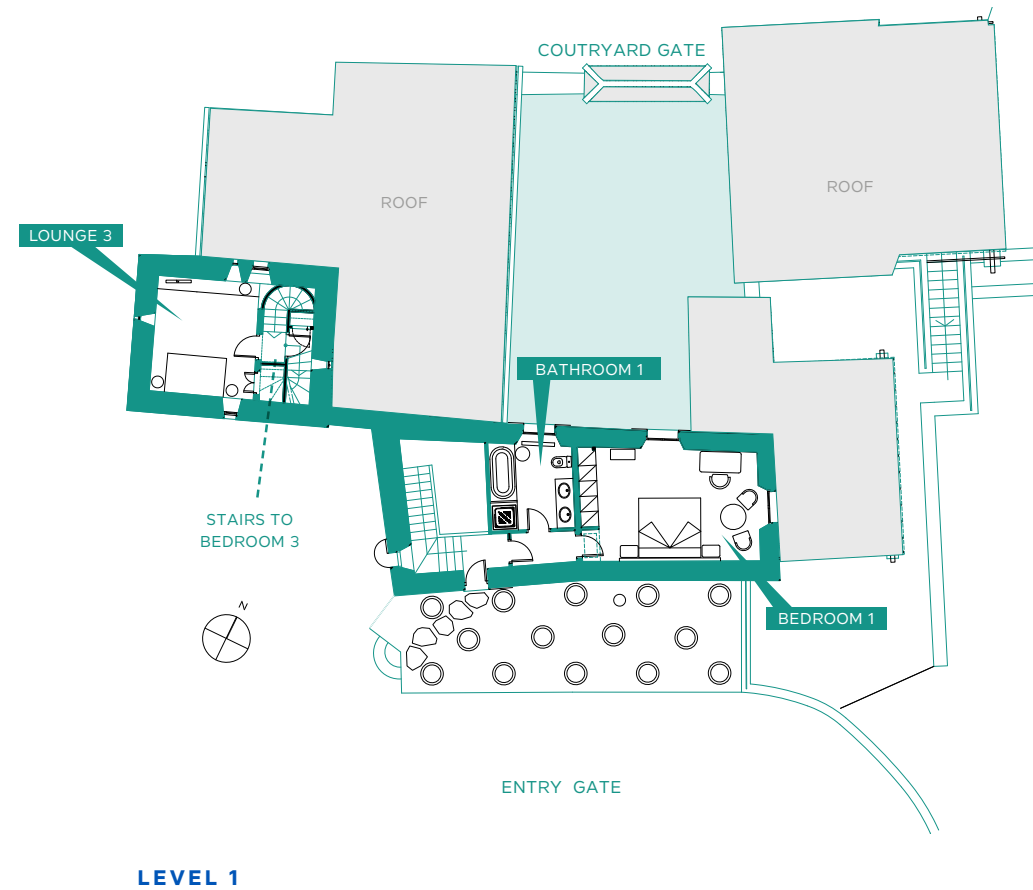 COUTRYARD GATE
ROOF
ROOF
LOUNGE 3
BATHROOM 1
STAIRS TO
BEDROOM 3
N
BEDROOM 1
ENTRY GATE
LEVEL 1